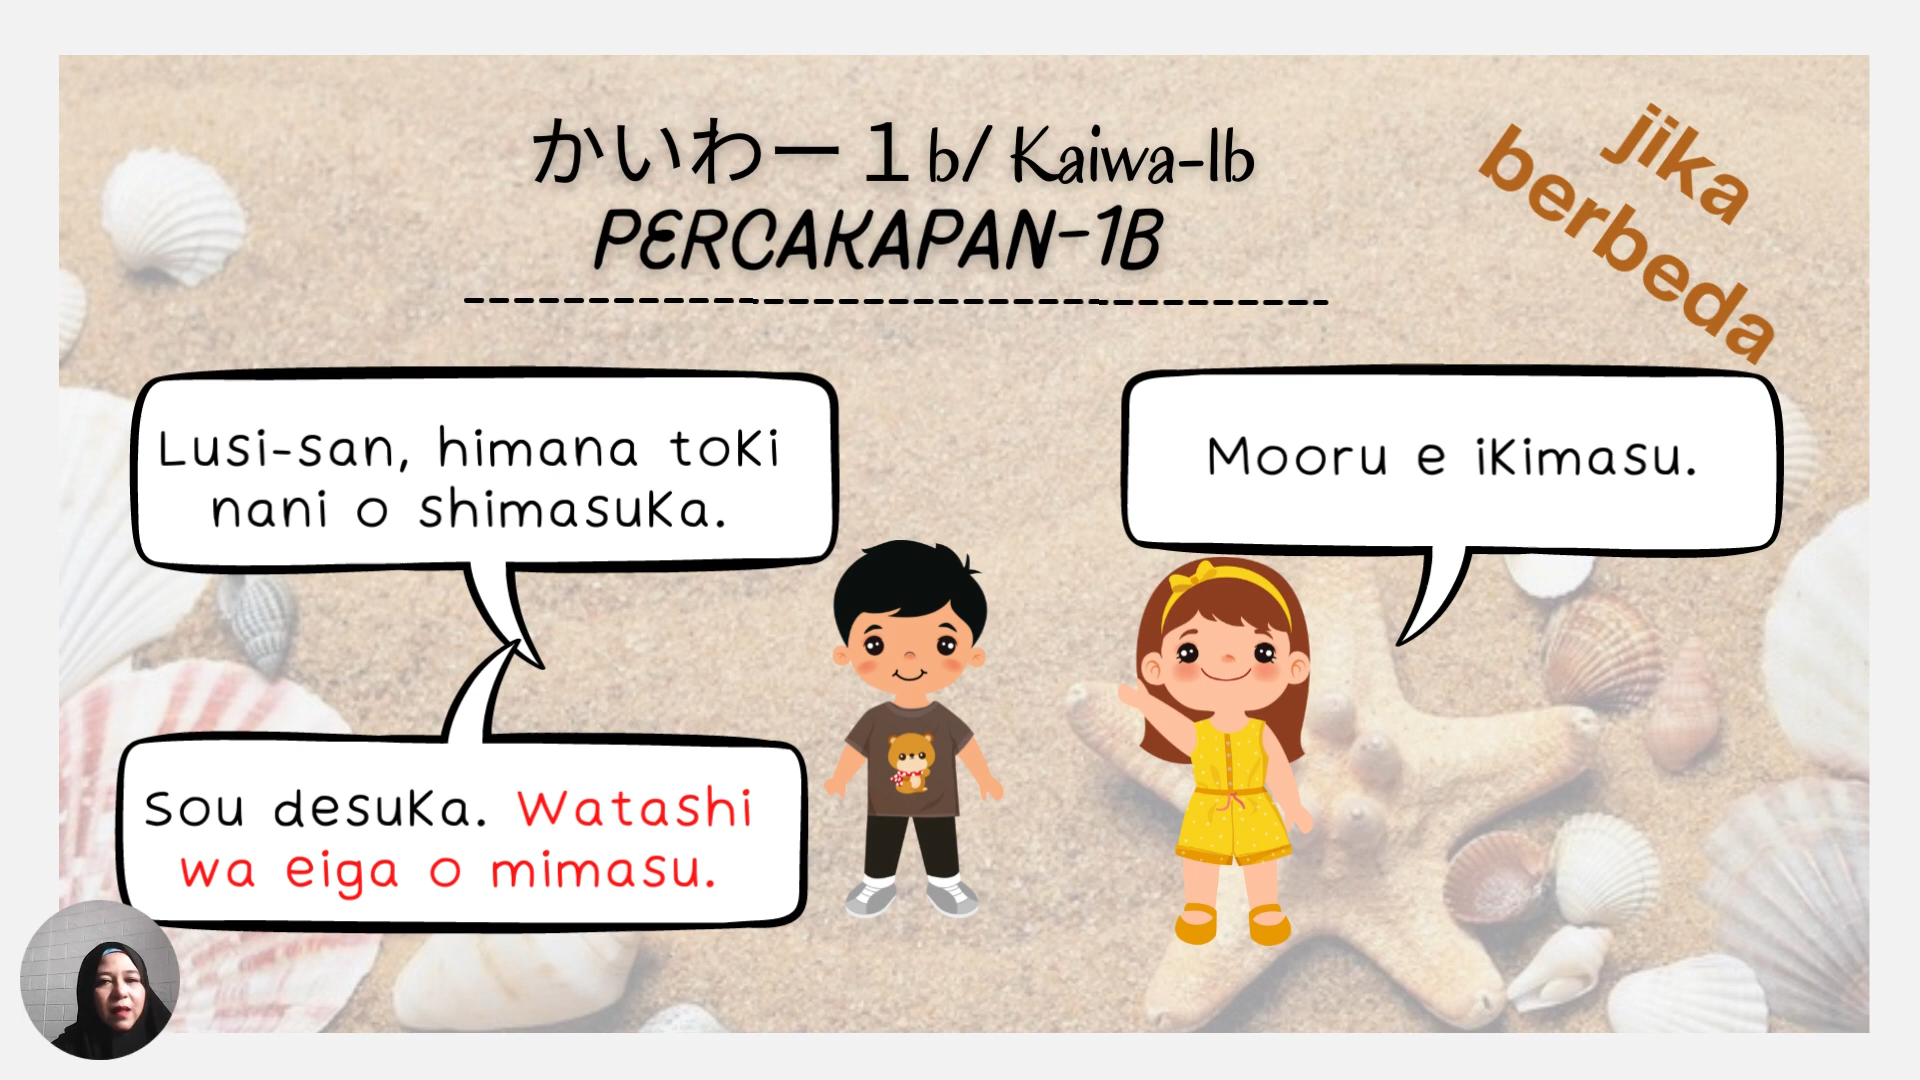 かいわー１b/ Kaiwa-1b
PERCAKAPAN-1B
jika
berbeda
Lusi-san, himana toki
nani o shimasuka.
Mooru e ikimasu.
Sou desuka. Watashi
wa eiga o mimasu.